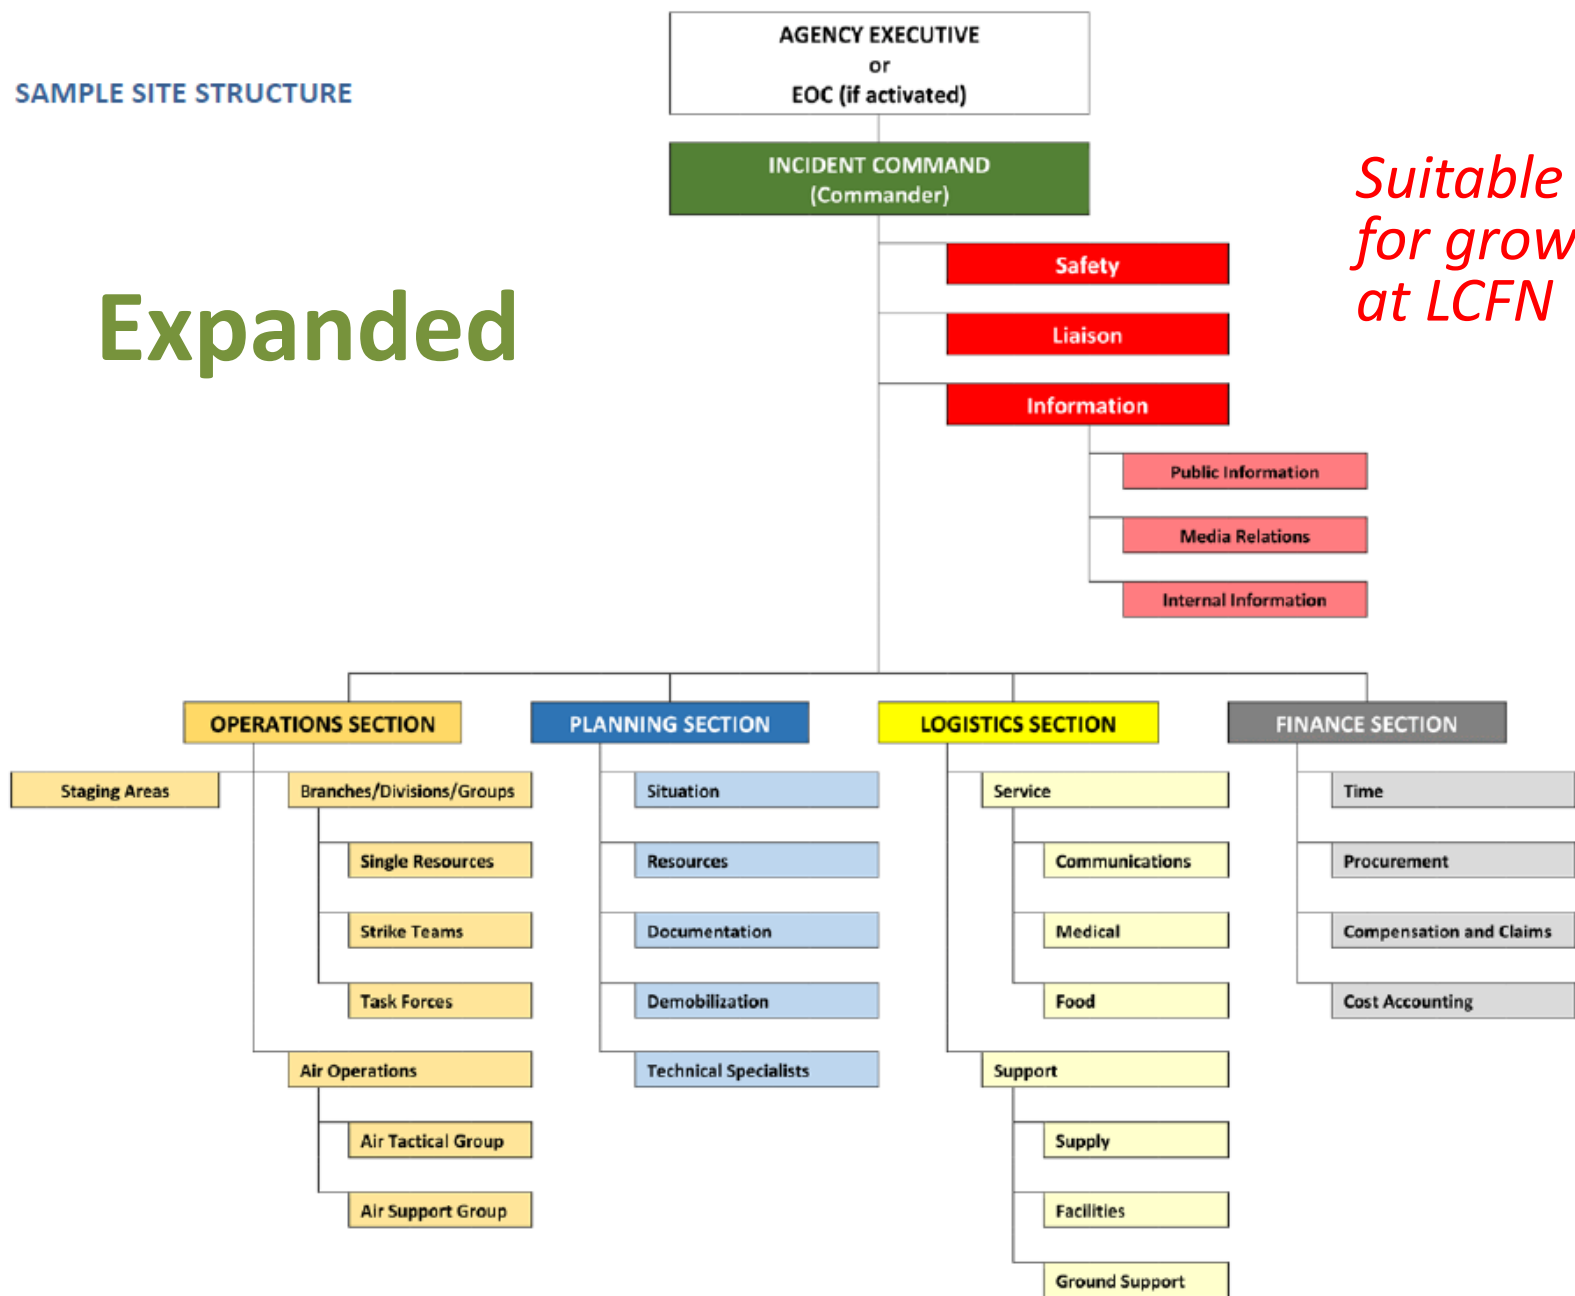 AGENCY EXECUTIVE
or
EOC (if activated)
SAMPLE SITE STRUCTURE
INCIDENT COMMAND
(Commander)
Suitable
for grow
at LCFN
Expanded
Safety
Liaison
Information
Public Information
Media Relations
Internal Information
OPERATIONS SECTION
Staging Areas
Branches/Divisions/Groups
Single Resources
Strike Teams
Task Forces
Air Operations
Air Tactical Group
Air Support Group
PLANNING SECTION
Situation
Resources
Documentation
Demobilization
Technical Specialists
LOGISTICS SECTION
Service
Communications
Medical
Food
Support
Supply
Facilities
Ground Support
FINANCE SECTION
Time
Procurement
Compensation and Claims
Cost Accounting